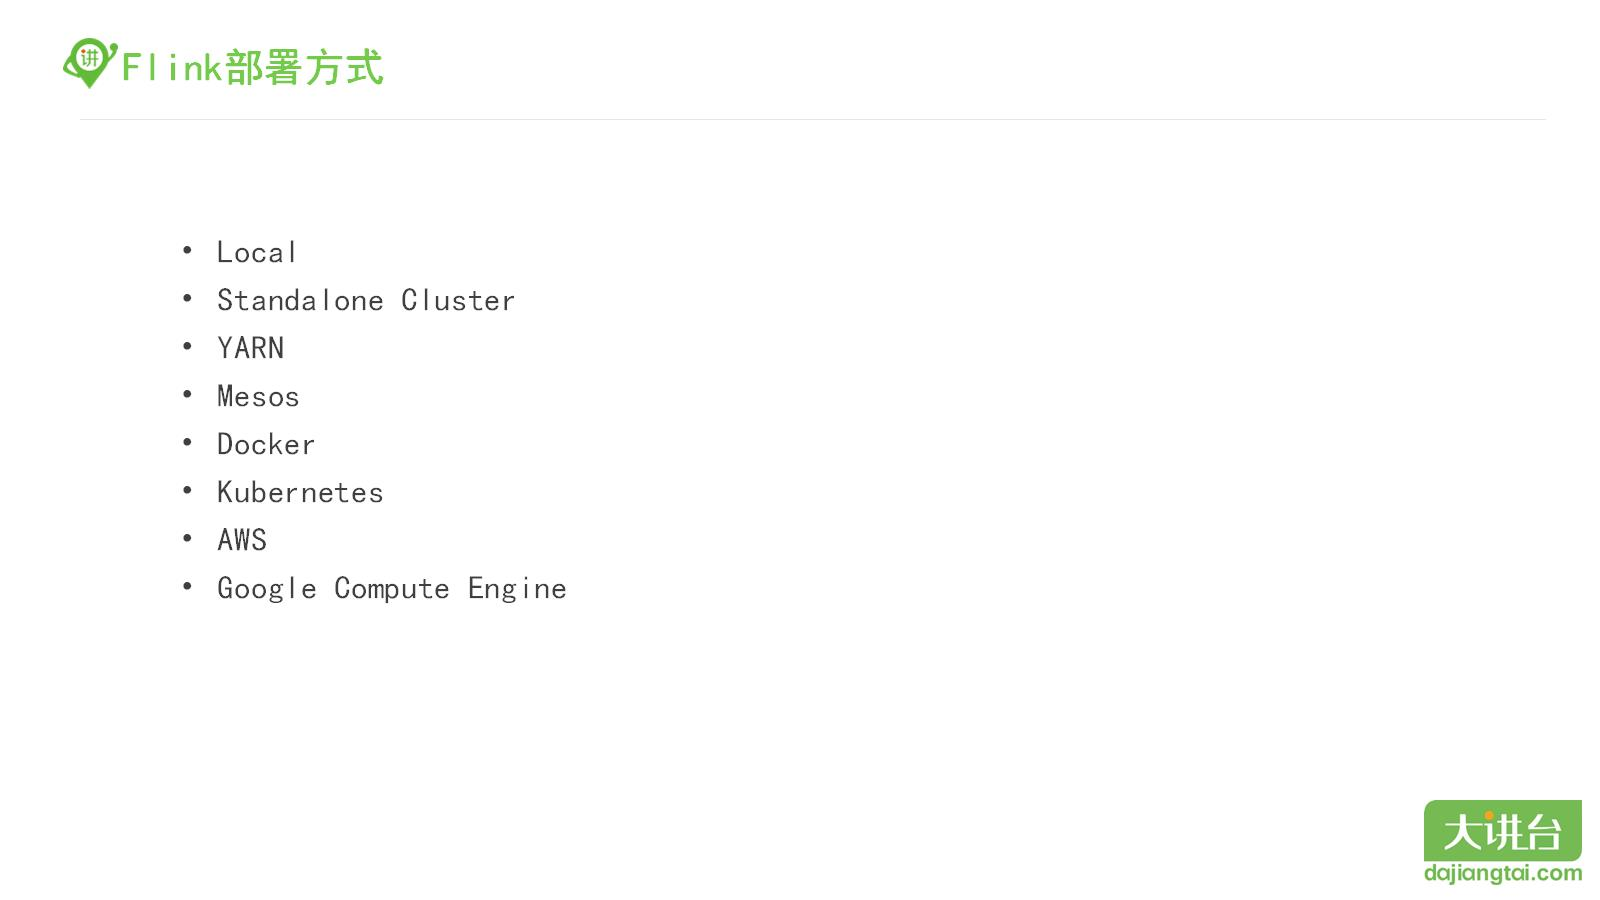 讲
Flink部署方式
• Local
• Standalone Cluster
• YARN
• Mesos
• Docker
• Kubernetes
• AWS
• Google Compute Engine
大讲台
dajiangtai.com